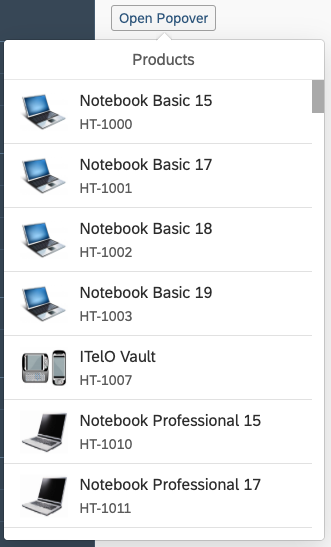 Open Popover
Products
Notebook Basic 15
HT-1000
Notebook Basic 17
HT-1001
Notebook Basic 18
HT-1002
Notebook Basic 19
HT-1003
ITelO Vault
HT-1007
Notebook Professional 15
HT-1010
Notebook Professional 17
HT-1011